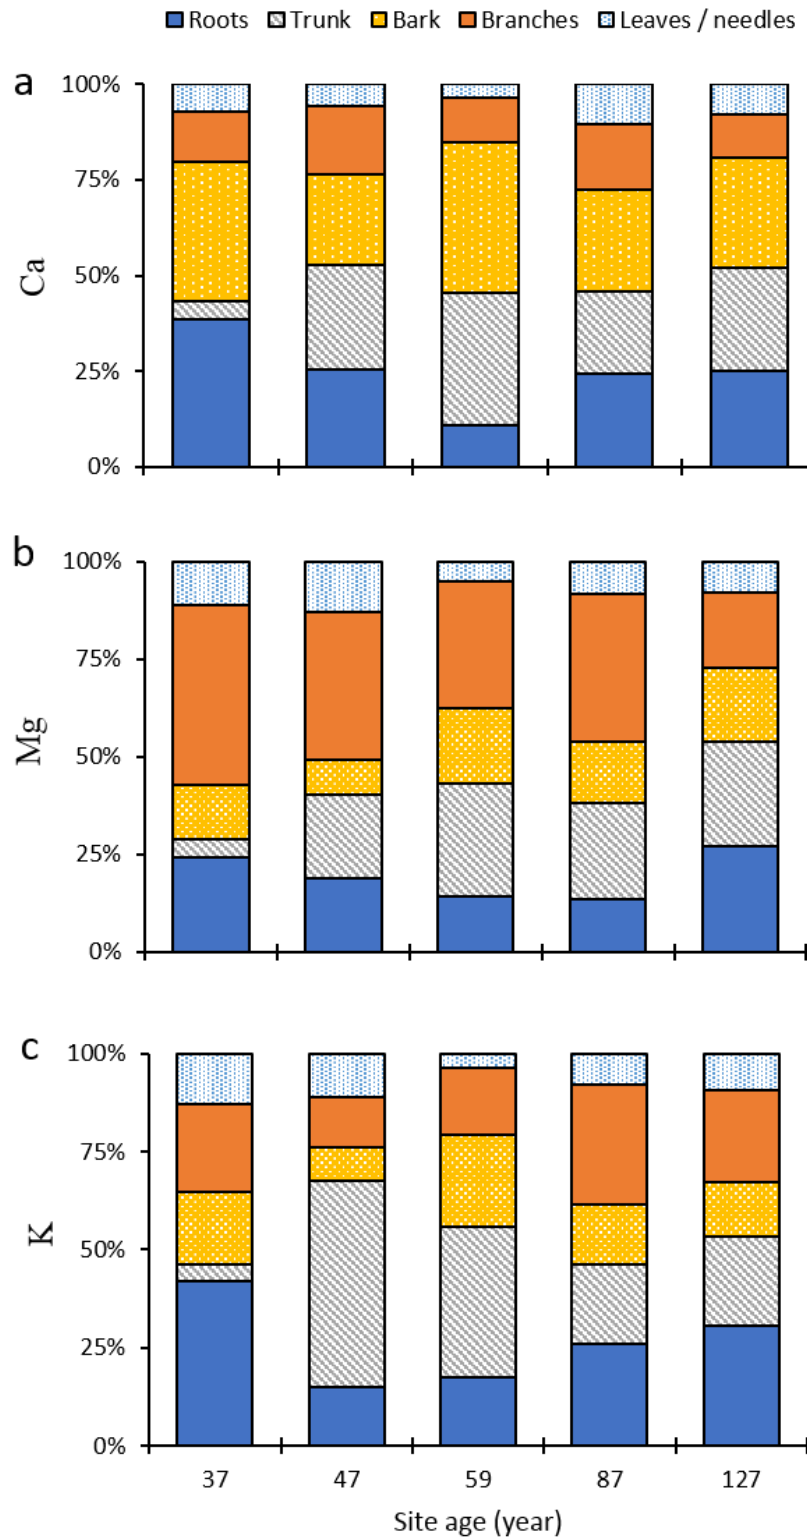 Roots Trunk Bark Branches Leaves / needles
a
100%
75%
50%
25%
0%
Ca
b
100%
75%
50%
25%
0%
Mg
c
100%
75%
50%
25%
0%
K
37 47 59 87 127
Site age (year)